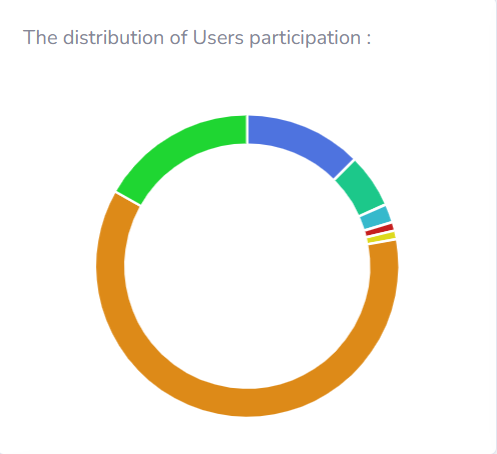 The distribution of Users participation :